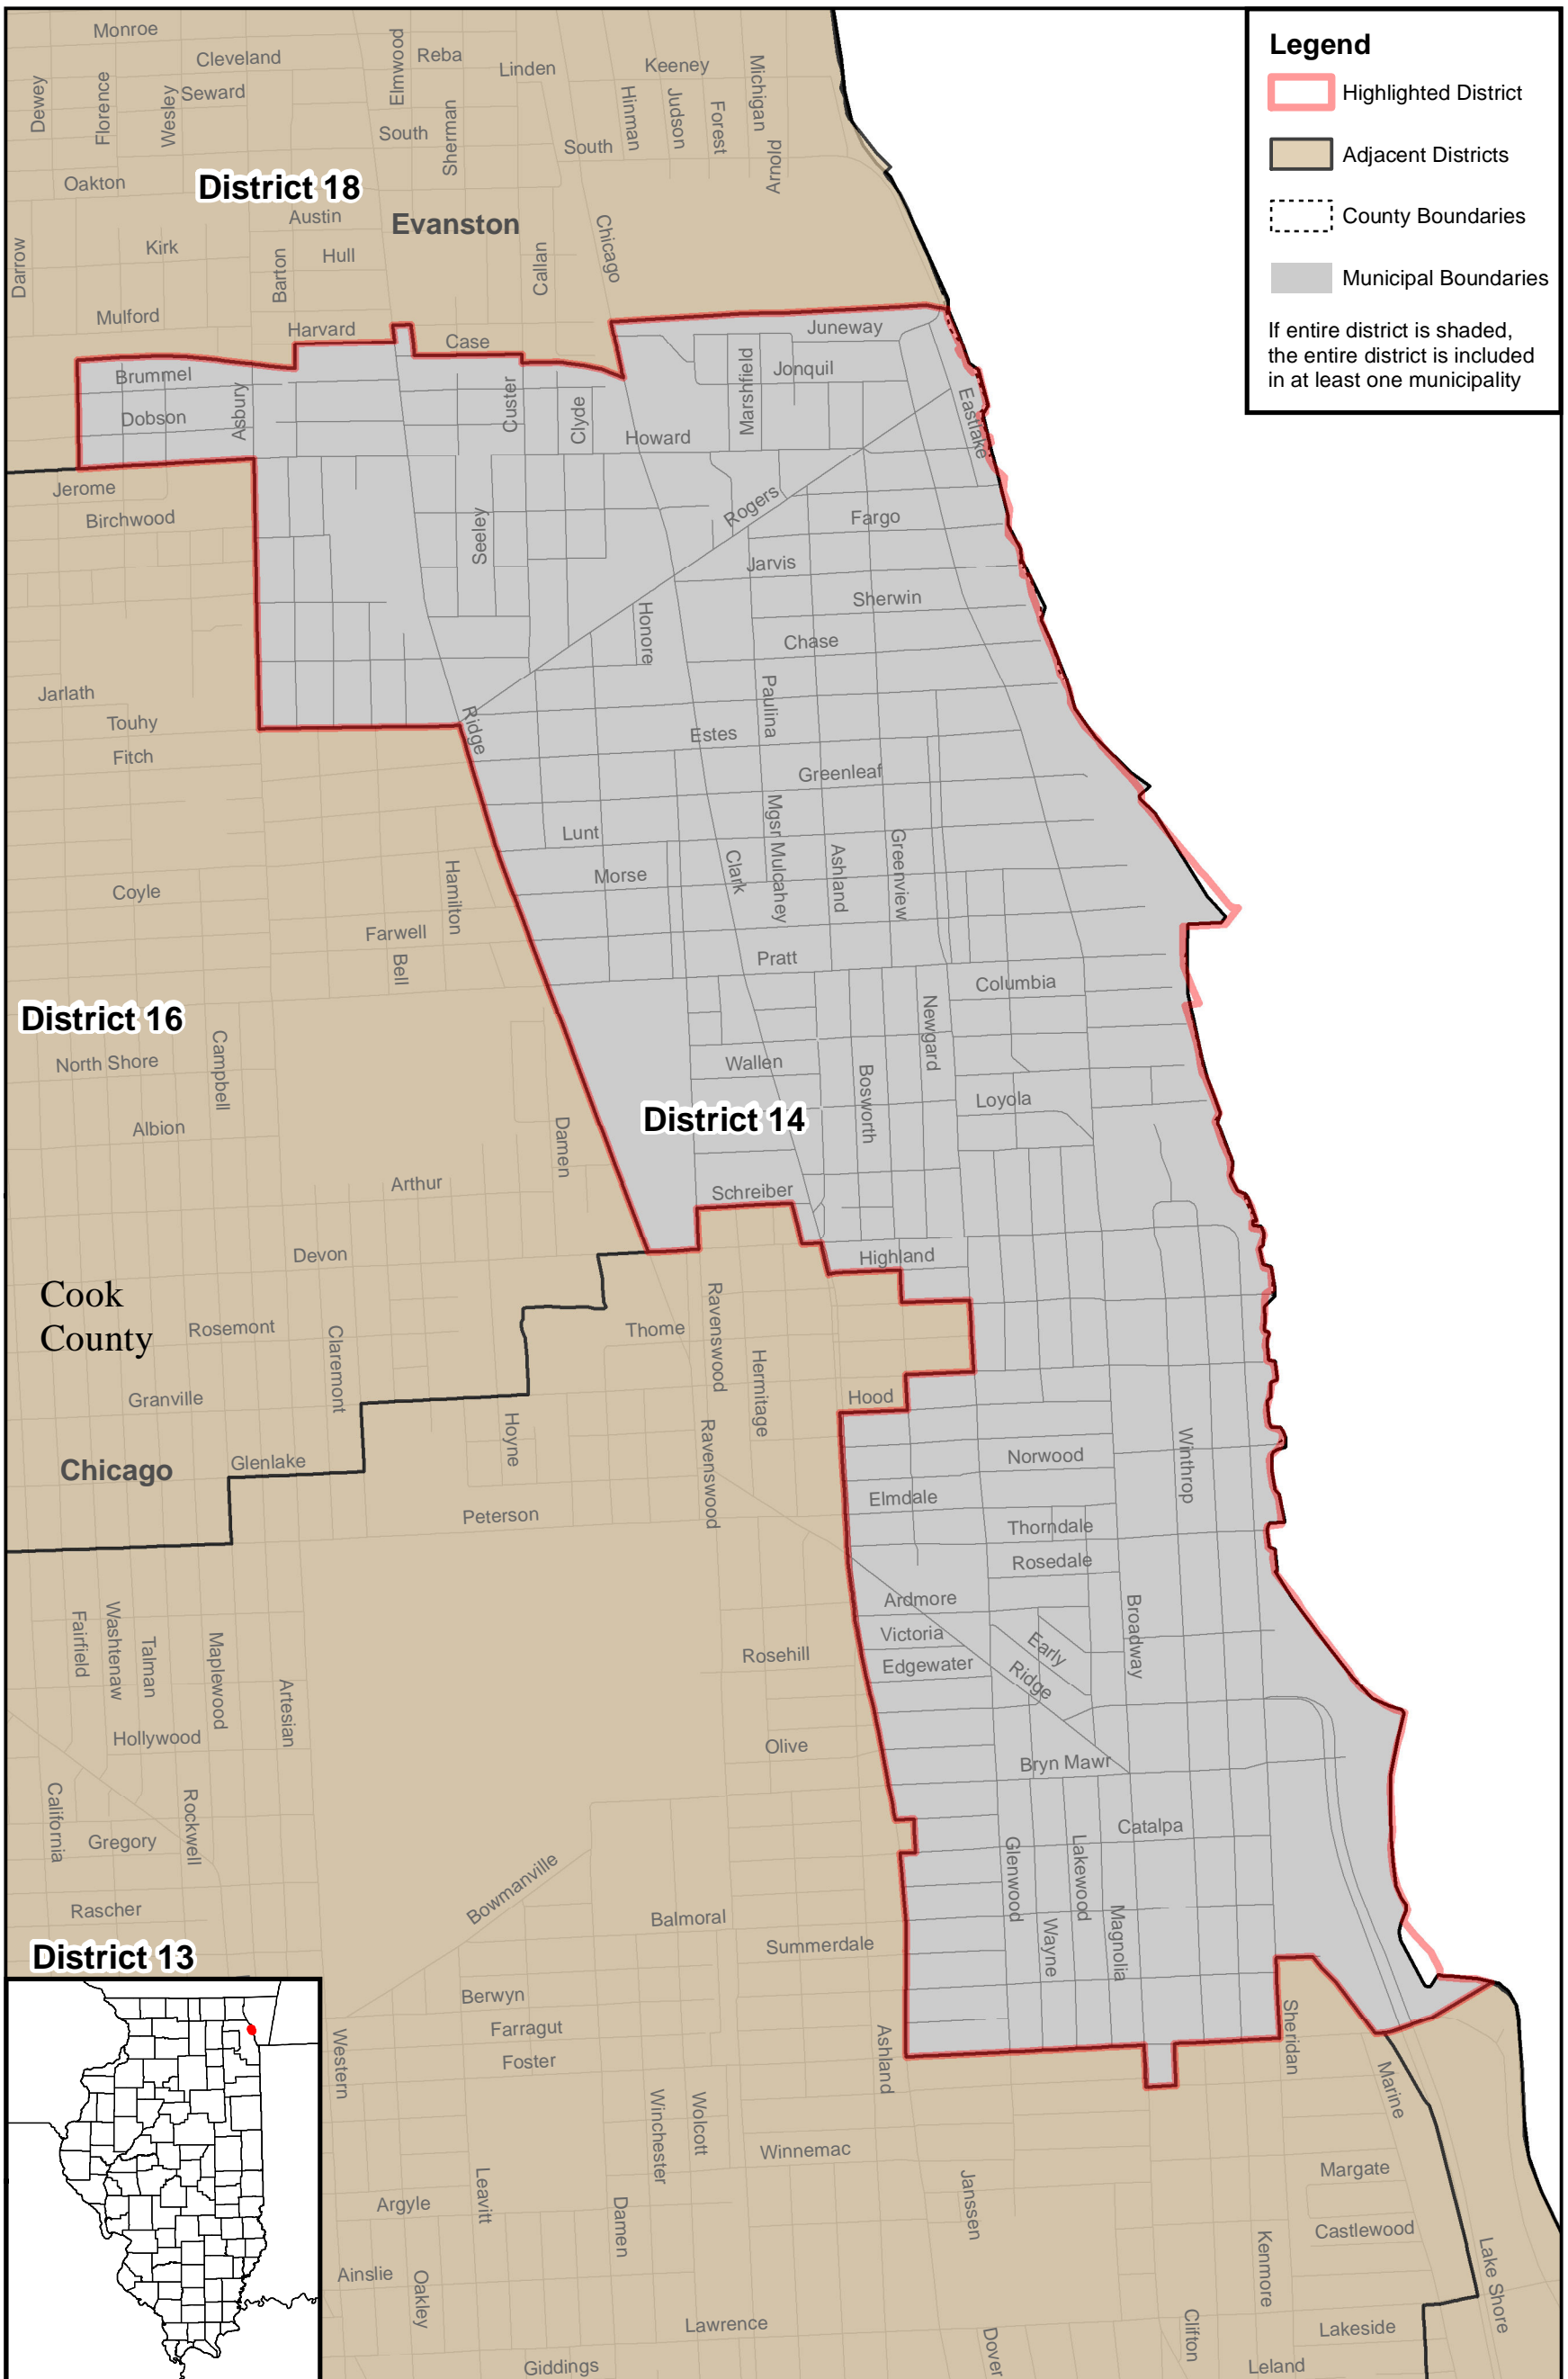 Legend
Highlighted District
Adjacent Districts
County Boundaries
Municipal Boundaries
If entire district is shaded,
the entire district is included
in at least one municipality
Monroe
Cleveland
Elmwood
Reba
Linden
Keeney
Michigan
Dewey
Florence
Wesley
Seward
South
Sherman
South
Hinman
Judson
Forest
Arnold
Oakton
District 18
Austin
Evanston
Chicago
Darrow
Kirk
Barton
Hull
Callan
Mulford
Harvard
Case
Juneway
Brummel
Marshfield
Jonquil
Dobson
Asbury
Custer
Clyde
Howard
Eastlake
Jerome
Birchwood
Seeley
Rogers
Fargo
Jarvis
Sherwin
Honore
Chase
Jarlath
Touhy
Fitch
Ridge
Paulina
Estes
Greenleaf
Lunt
Mgsr Mulcahey
Morse
Clark
Ashland
Greenview
Coyle
Hamilton
Farwell
Bell
Pratt
Columbia
District 16
North Shore
Campbell
Newgard
Wallen
Bosworth
Loyola
Albion
Damen
District 14
Arthur
Schreiber
Devon
Highland
Cook
County
Rosemont
Claremont
Thome
Ravenswood
Hermitage
Granville
Hood
Hoyne
Ravenswood
Chicago
Glenlake
Norwood
Winthrop
Peterson
Elmdale
Thorndale
Rosedale
Fairfield
Washtenaw
Talman
Maplewood
Artesian
Ardmore
Victoria
Edgewater
Early
Ridge
Broadway
Rosehill
Hollywood
Olive
Bryn Mawr
California
Gregory
Rockwell
Catalpa
Glenwood
Lakewood
Bowmanville
Rascher
Balmoral
Summerdale
Wayne
Magnolia
District 13
Berwyn
Farragut
Foster
Western
Ashland
Sheridan
Marine
Winchester
Wolcott
Winnemac
Margate
Argyle
Leavitt
Damen
Janssen
Castlewood
Kenmore
Lake Shore
Ainslie
Oakley
Lawrence
Dover
Clifton
Lakeside
Giddings
Leland